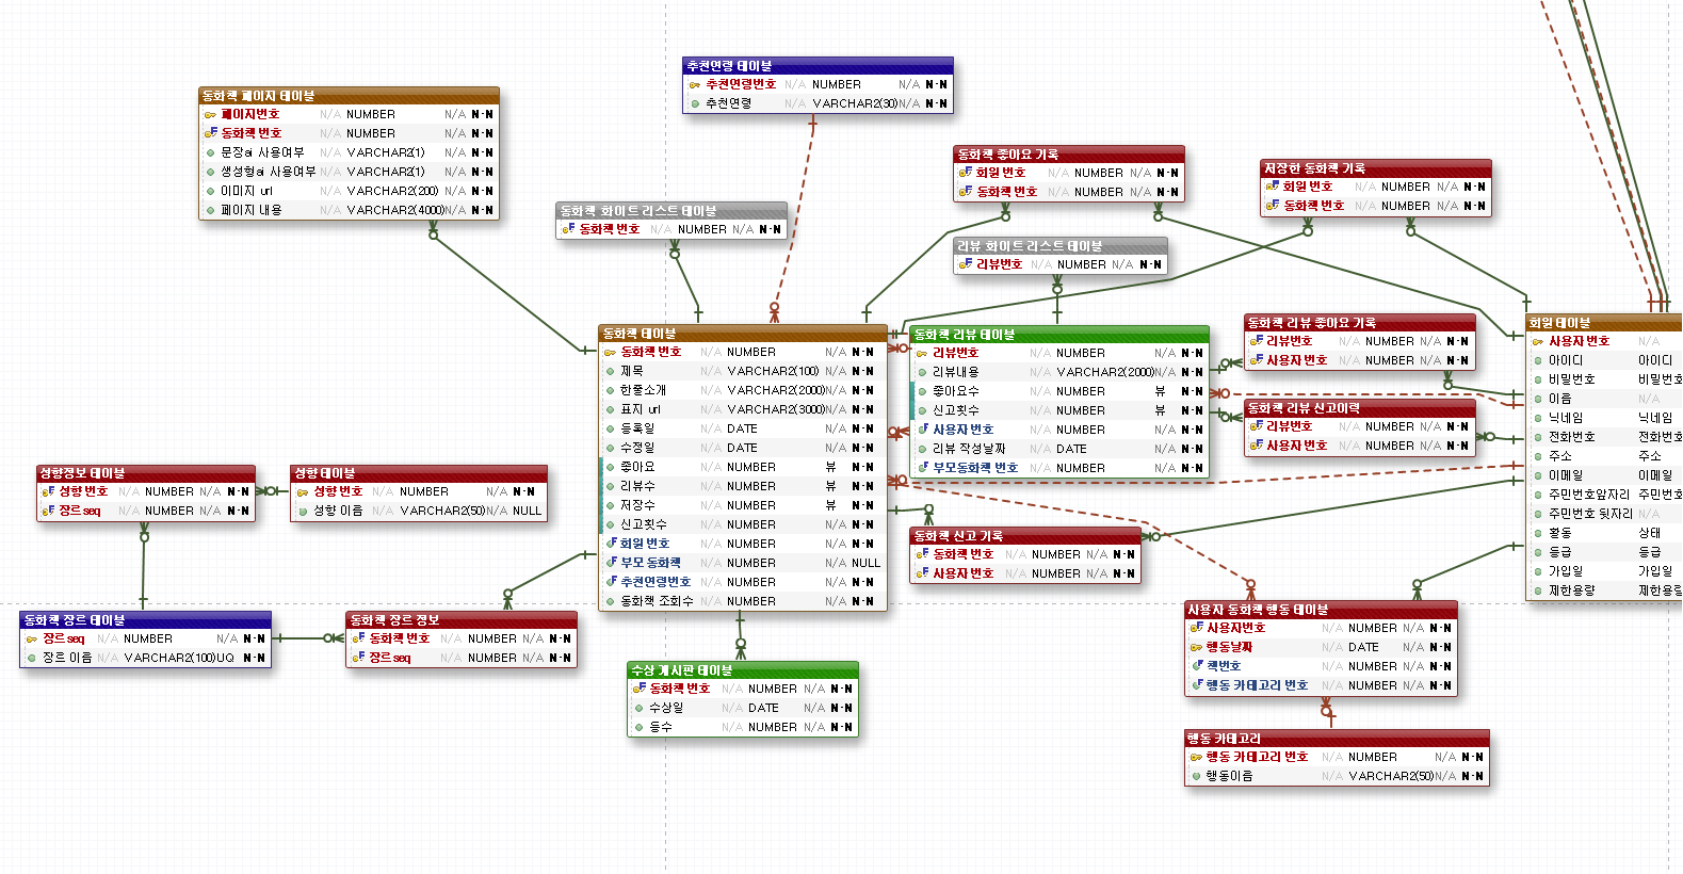 추천연령 테이블
추천연령번호 N/A NUMBER N/A N-N
추천연령 N/A VARCHAR2(30) N/A N-N
동화책 페이지 테이블
페이지번호 N/A NUMBER N/A N-N
동화책 번호 N/A NUMBER N/A N-N
문장ai 사용여부 N/A VARCHAR2(1) N/A N-N
생성형ai 사용여부 N/A VARCHAR2(1) N/A N-N
이미지 url N/A VARCHAR2(200) N/A N-N
페이지 내용 N/A VARCHAR2(4000) N/A N-N
동화책 화이트 리스트 테이블
동화책 번호 N/A NUMBER N/A N-N
동화책 좋아요 기록
회원 번호 N/A NUMBER N/A N-N
동화책 번호 N/A NUMBER N/A N-N
저장한 동화책 기록
회원 번호 N/A NUMBER N/A N-N
동화책 번호 N/A NUMBER N/A N-N
리뷰 화이트리스트 테이블
리뷰번호 N/A NUMBER N/A N-N
동화책 테이블
동화책 번호 N/A NUMBER N/A N-N
제목 N/A VARCHAR2(100) N/A N-N
한줄소개 N/A VARCHAR2(2000) N/A N-N
표지 url N/A VARCHAR2(3000) N/A N-N
등록일 N/A DATE N/A N-N
수정일 N/A DATE N/A N-N
좋아요 N/A NUMBER 뷰 N-N
리뷰수 N/A NUMBER 뷰 N-N
저장수 N/A NUMBER 뷰 N-N
신고횟수 N/A NUMBER N/A N-N
회원 번호 N/A NUMBER N/A N-N
부모 동화책 N/A NUMBER N/A NULL
추천연령번호 N/A NUMBER N/A N-N
동화책 조회수 N/A NUMBER N/A N-N
동화책 리뷰 테이블
리뷰번호 N/A NUMBER N/A N-N
리뷰내용 N/A VARCHAR2(2000) N/A N-N
좋아요수 N/A NUMBER 뷰 N-N
신고횟수 N/A NUMBER 뷰 N-N
사용자 번호 N/A NUMBER N/A N-N
리뷰 작성날짜 N/A DATE N/A N-N
부모동화책 번호 N/A NUMBER N/A N-N
동화책 리뷰 좋아요 기록
리뷰번호 N/A NUMBER N/A N-N
사용자 번호 N/A NUMBER N/A N-N
동화책 리뷰 신고이력
리뷰번호 N/A NUMBER N/A N-N
사용자 번호 N/A NUMBER N/A N-N
회원 테이블
사용자 번호 N/A
아이디 아이디
비밀번호 비밀번호
이름 N/A
닉네임 닉네임
전화번호 전화번호
주소 주소
이메일 이메일
주민번호앞자리 주민번호
주민번호 뒷자리 N/A
활동 상태
등급 등급
가입일 가입일
제한용량 제한용량
성향정보 테이블
성향 번호 N/A NUMBER N/A N-N
장르 seq N/A NUMBER N/A N-N
성향 테이블
성향 번호 N/A NUMBER N/A N-N
성향 이름 N/A VARCHAR2(50) N/A NULL
동화책 신고 기록
동화책 번호 N/A NUMBER N/A N-N
사용자 번호 N/A NUMBER N/A N-N
동화책 장르 테이블
장르 seq N/A NUMBER N/A N-N
장르 이름 N/A VARCHAR2(100) UQ N-N
동화책 장르 정보
동화책 번호 N/A NUMBER N/A N-N
장르 seq N/A NUMBER N/A N-N
사용자 동화책 행동 테이블
사용자번호 N/A NUMBER N/A N-N
행동날짜 N/A DATE N/A N-N
책번호 N/A NUMBER N/A N-N
행동 카테고리 번호 N/A NUMBER N/A N-N
수상 게시판 테이블
동화책 번호 N/A NUMBER N/A N-N
수상일 N/A DATE N/A N-N
등수 N/A NUMBER N/A N-N
행동 카테고리
행동 카테고리 번호 N/A NUMBER N/A N-N
행동이름 N/A VARCHAR2(50) N/A N-N